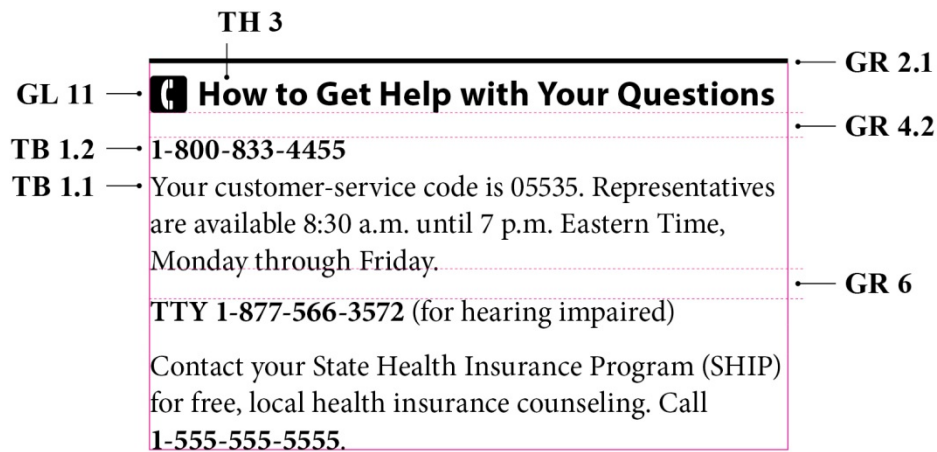 TH 3
GR 2.1
GL 11
How to Get Help with Your Questions
GR 4.2
TB 1.2
1-800-833-4455
TB 1.1
Your customer-service code is 05535. Representatives
are available 8:30 a.m. until 7 p.m. Eastern Time,
Monday through Friday.
GR 6
TTY 1-877-566-3572 (for hearing impaired)
Contact your State Health Insurance Program (SHIP)
for free, local health insurance counseling. Call
1-555-555-5555.